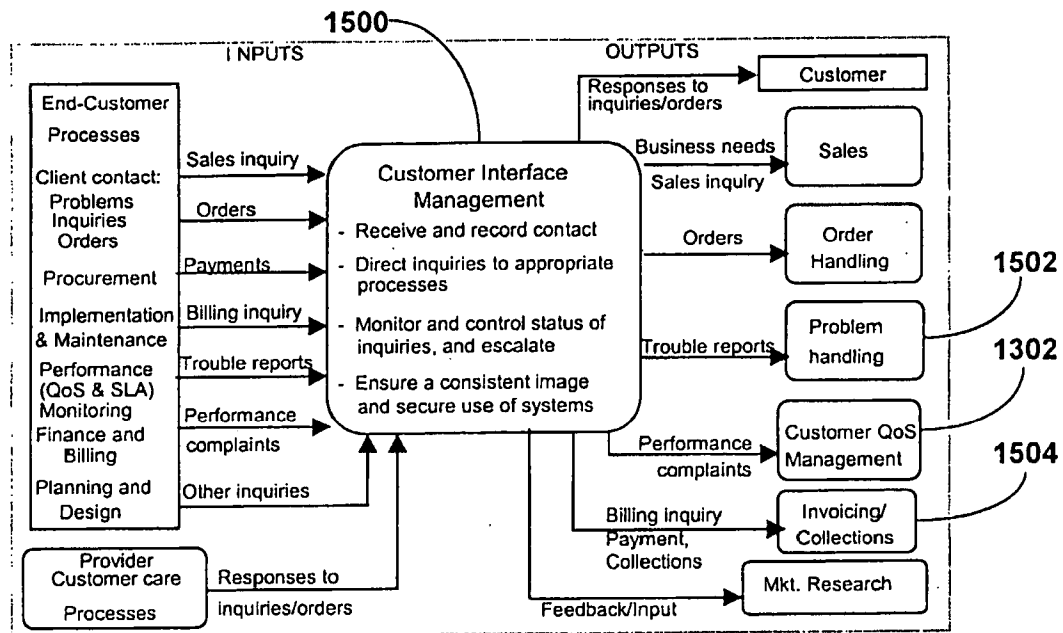 1500
INPUTS
OUTPUTS
End-Customer
Processes
Client contact:
Problems
Inquiries
Orders
Procurement
Implementation
& Maintenance
Performance
(QoS & SLA)
Monitoring
Finance and
Billing
Planning and
Design
Provider
Customer care
Processes
Sales inquiry
Orders
Payments
Billing inquiry
Trouble reports
Performance
complaints
Other inquiries
Responses to
inquiries/orders
Customer Interface
Management
- Receive and record contact
- Direct inquiries to appropriate
processes
- Monitor and control status of
inquiries, and escalate
- Ensure a consistent image
and secure use of systems
Responses to
inquiries/orders
Business needs
Sales inquiry
Orders
Trouble reports
Performance
complaints
Billing inquiry
Payment,
Collections
Feedback/Input
Customer
Sales
Order
Handling
Problem
handling
Customer QoS
Management
Invoicing/
Collections
Mkt. Research
1502
1302
1504